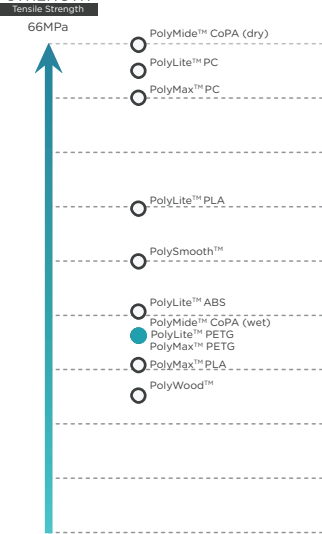 Tensile Strength
66MPa
PolyMide™ CoPA (dry)
PolyLite™ PC
PolyMax™ PC
PolyLite™ PLA
PolySmooth™
PolyLite™ ABS
PolyMide™ CoPA (wet)
PolyLite™ PETG
PolyMax™ PETG
PolyMax™ PLA
PolyWood™